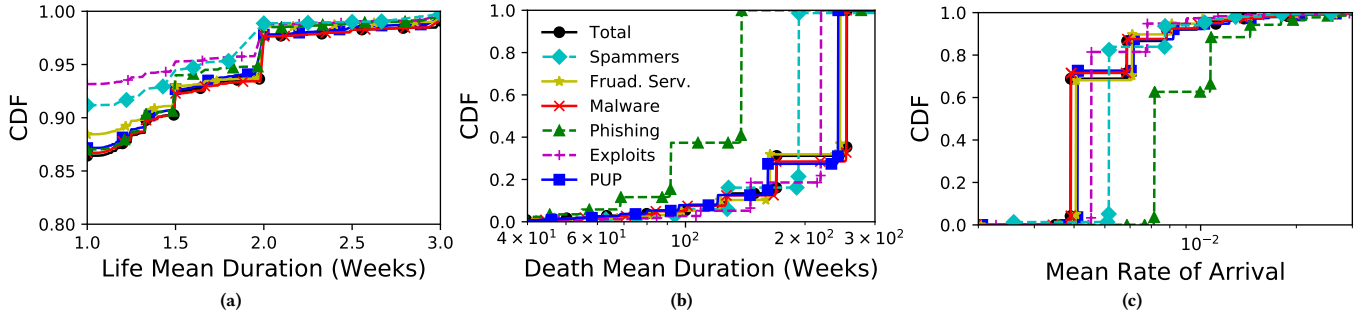 1.00
0.95
0.90
0.85
0.80
CDF
1.0 1.5 2.0 2.5 3.0
Life Mean Duration (Weeks)
(a)
1.0
0.8
0.6
0.4
0.2
0.0
CDF
Total
Spammers
Fruad. Serv.
Malware
Phishing
Exploits
PUP
4 × 10¹ 6 × 10¹ 10² 2 × 10² 3 × 10²
Death Mean Duration (Weeks)
(b)
1.0
0.8
0.6
0.4
0.2
0.0
CDF
10⁻²
Mean Rate of Arrival
(c)